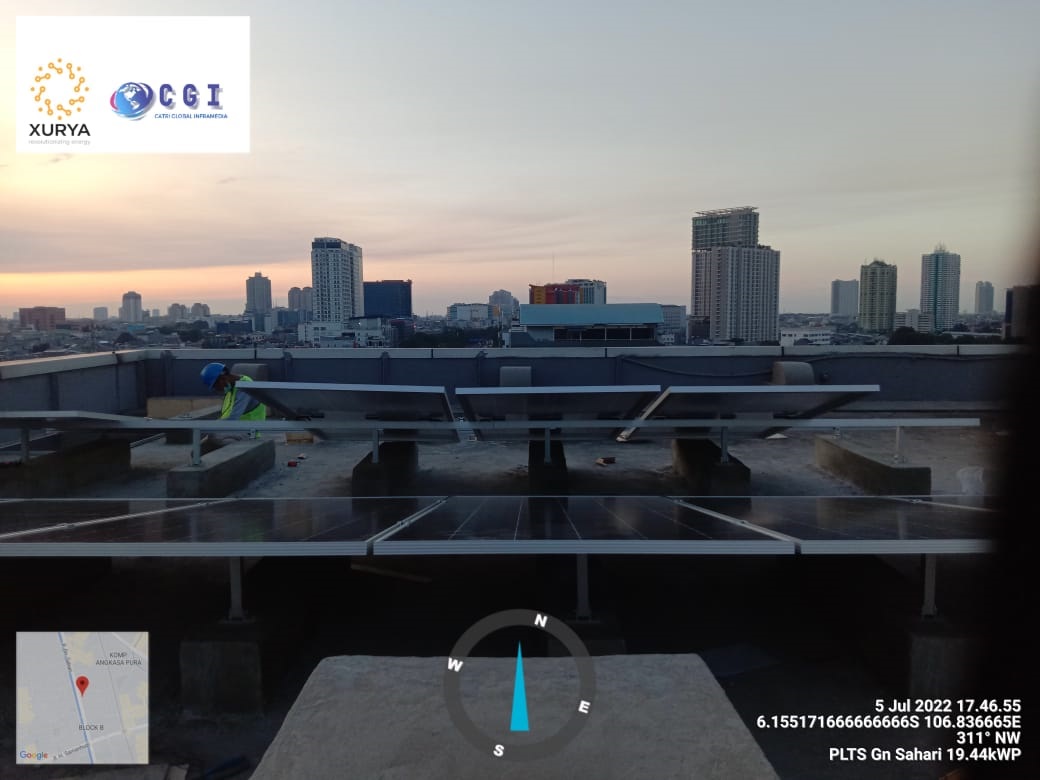 XURYA
revolutionizing energy
CGI
CATRI GLOBAL INFRAMEDIA
N
W
E
S
KOMP.
ANGKASA PURA
BLOCK B
Google
5 Jul 2022 17.46.55
6.155171666666666S 106.836665E
311° NW
PLTS Gn Sahari 19.44kWP